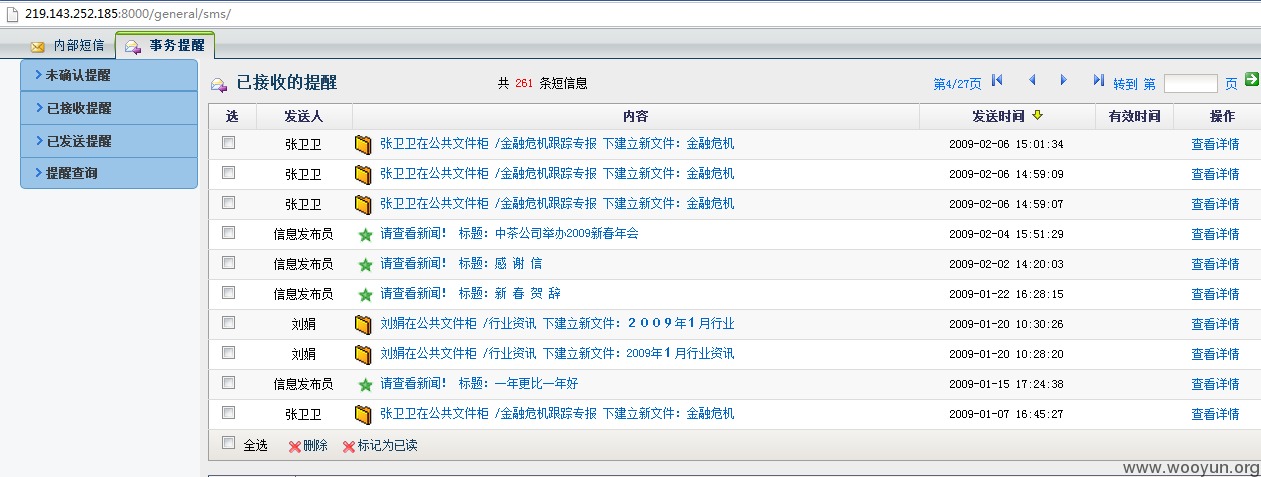 219.143.252.185:8000/general/sms/
内部短信 事务提醒
未确认提醒
已接收提醒
已发送提醒
提醒查询
已接收的提醒 共 261 条短信息 第4/27页 转到 第 页
选 发送人 内容 发送时间 有效时间 操作
张卫卫 张卫卫在公共文件柜 /金融危机跟踪专报 下建立新文件：金融危机 2009-02-06 15:01:34 查看详情
张卫卫 张卫卫在公共文件柜 /金融危机跟踪专报 下建立新文件：金融危机 2009-02-06 14:59:09 查看详情
张卫卫 张卫卫在公共文件柜 /金融危机跟踪专报 下建立新文件：金融危机 2009-02-06 14:59:07 查看详情
信息发布员 请查看新闻！ 标题：中茶公司举办2009新春年会 2009-02-04 15:51:29 查看详情
信息发布员 请查看新闻！ 标题：感 谢 信 2009-02-02 14:20:03 查看详情
信息发布员 请查看新闻！ 标题：新 春 贺 辞 2009-01-22 16:28:15 查看详情
刘娟 刘娟在公共文件柜 /行业资讯 下建立新文件：２００９年１月行业 2009-01-20 10:30:26 查看详情
刘娟 刘娟在公共文件柜 /行业资讯 下建立新文件：2009年１月行业资讯 2009-01-20 10:28:20 查看详情
信息发布员 请查看新闻！ 标题：一年更比一年好 2009-01-15 17:24:38 查看详情
张卫卫 张卫卫在公共文件柜 /金融危机跟踪专报 下建立新文件：金融危机 2009-01-07 16:45:27 查看详情
全选 删除 标记为已读
www.wooyun.org